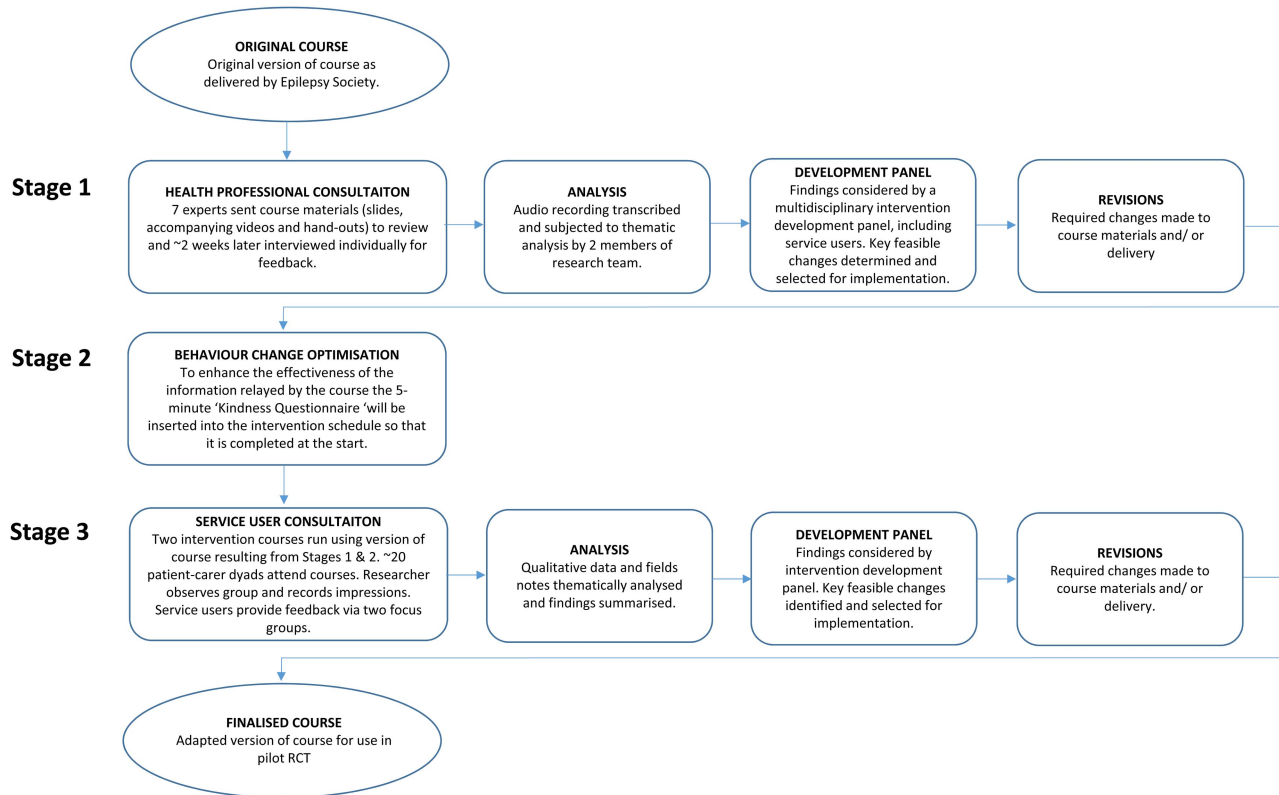 ORIGINAL COURSE
Original version of course as
delivered by Epilepsy Society.
Stage 1
HEALTH PROFESSIONAL CONSULTAITON
7 experts sent course materials (slides,
accompanying videos and hand-outs) to review
and ~2 weeks later interviewed individually for
feedback.
ANALYSIS
Audio recording transcribed
and subjected to thematic
analysis by 2 members of
research team.
DEVELOPMENT PANEL
Findings considered by a
multidisciplinary intervention
development panel, including
service users. Key feasible
changes determined and
selected for implementation.
REVISIONS
Required changes made to
course materials and/ or
delivery
Stage 2
BEHAVIOUR CHANGE OPTIMISATION
To enhance the effectiveness of the
information relayed by the course the 5-
minute ‘Kindness Questionnaire ‘will be
inserted into the intervention schedule so that
it is completed at the start.
Stage 3
SERVICE USER CONSULTAITON
Two intervention courses run using version of
course resulting from Stages 1 & 2. ~20
patient-carer dyads attend courses. Researcher
observes group and records impressions.
Service users provide feedback via two focus
groups.
ANALYSIS
Qualitative data and fields
notes thematically analysed
and findings summarised.
DEVELOPMENT PANEL
Findings considered by
intervention development
panel. Key feasible changes
identified and selected for
implementation.
REVISIONS
Required changes made to
course materials and/ or
delivery.
FINALISED COURSE
Adapted version of course for use in
pilot RCT